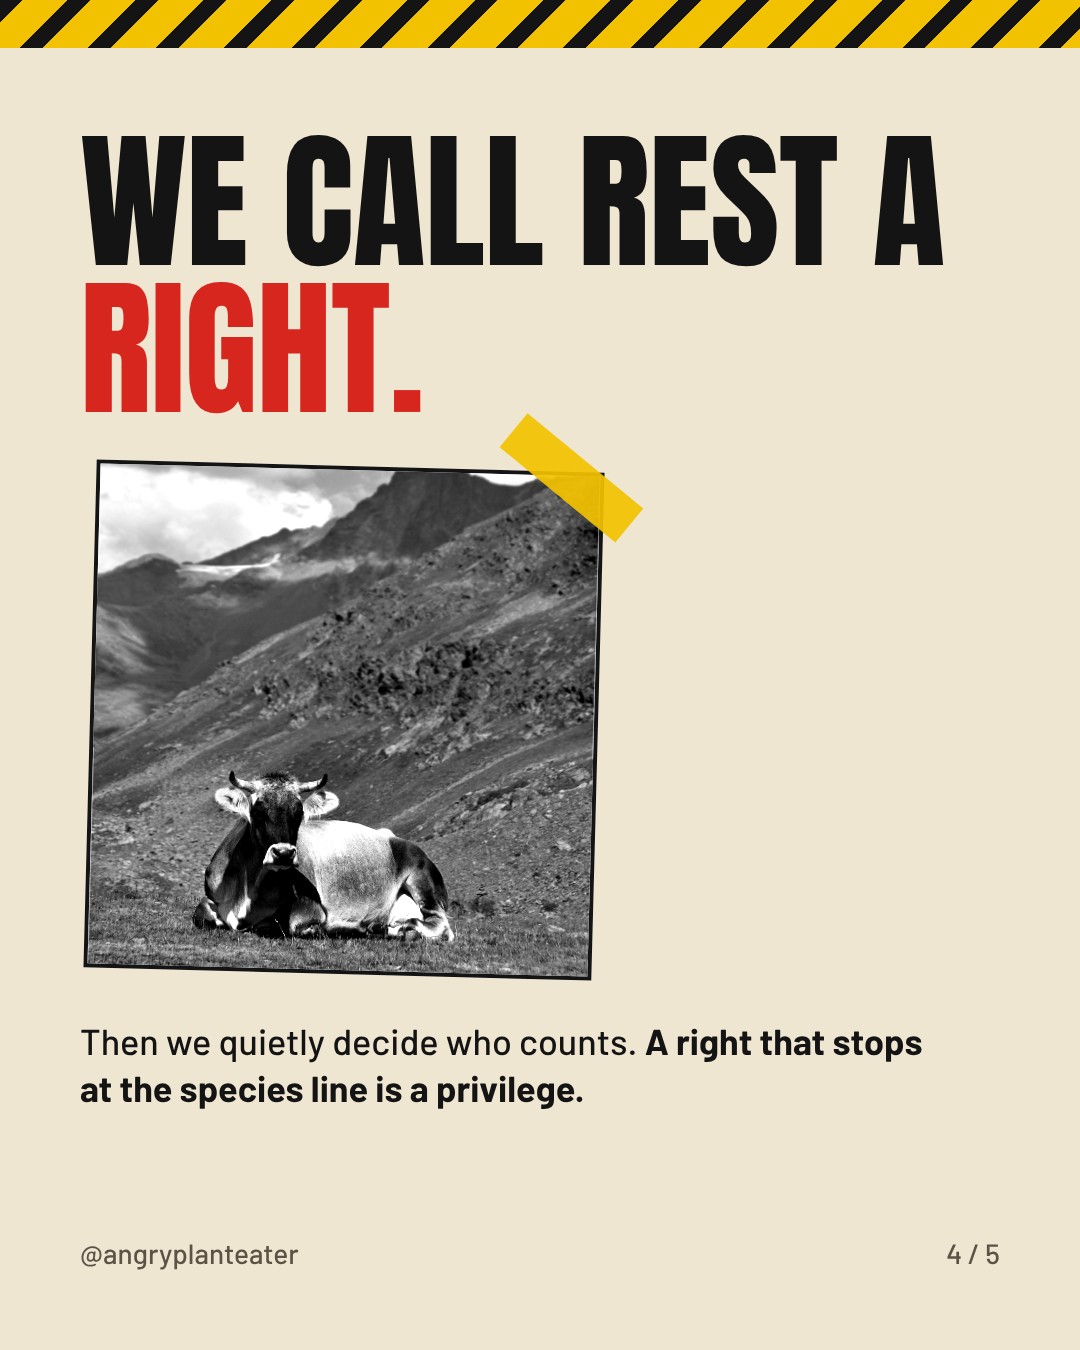 WE CALL REST A
RIGHT.
Then we quietly decide who counts. A right that stops
at the species line is a privilege.
@angryplanteater
4 / 5